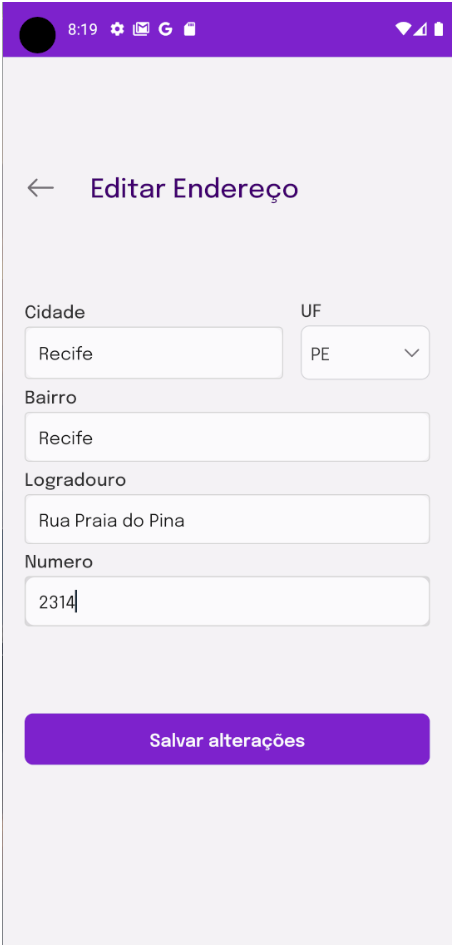 8:19
Editar Endereço
Cidade
UF
Recife
PE
Bairro
Recife
Logradouro
Rua Praia do Pina
Numero
2314
Salvar alterações